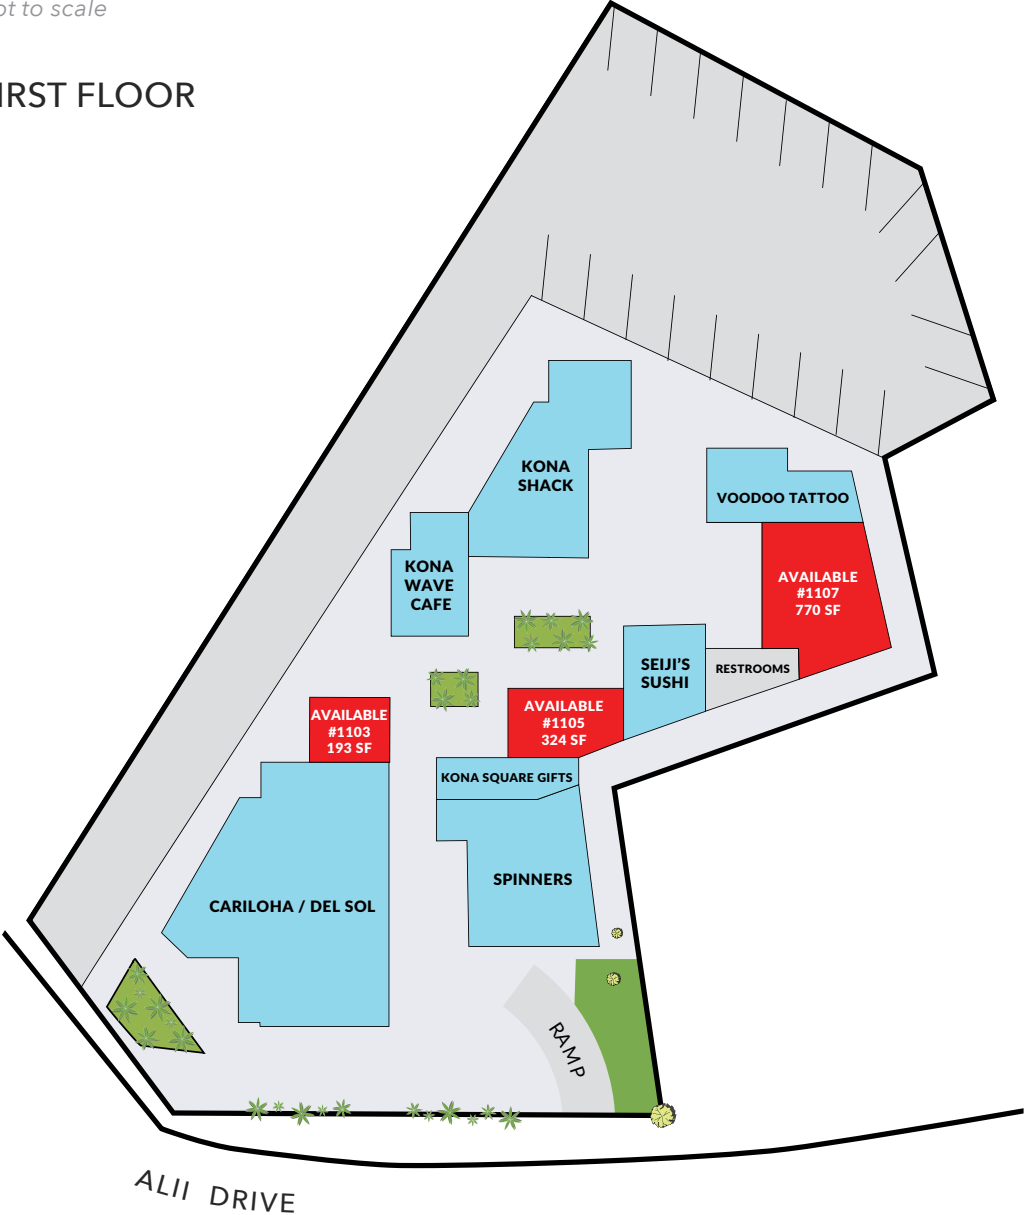 ot to scale
IRST FLOOR
KONA
SHACK
VOODOO TATTOO
KONA
WAVE
CAFE
AVAILABLE
#1107
770 SF
SEIJI'S
SUSHI
RESTROOMS
AVAILABLE
#1103
193 SF
AVAILABLE
#1105
324 SF
KONA SQUARE GIFTS
SPINNERS
CARILOHA / DEL SOL
RAMP
ALII DRIVE